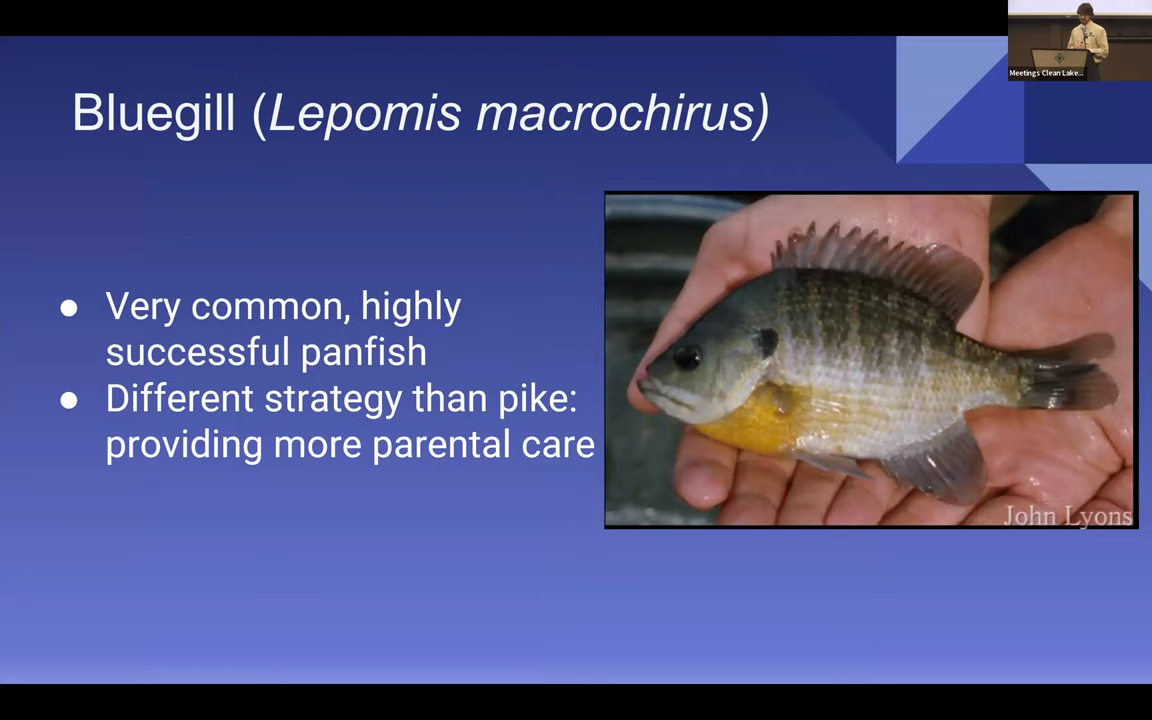 Meetings Clean Lake...
Bluegill (Lepomis macrochirus)
● Very common, highly
successful panfish
● Different strategy than pike:
providing more parental care
John Lyons